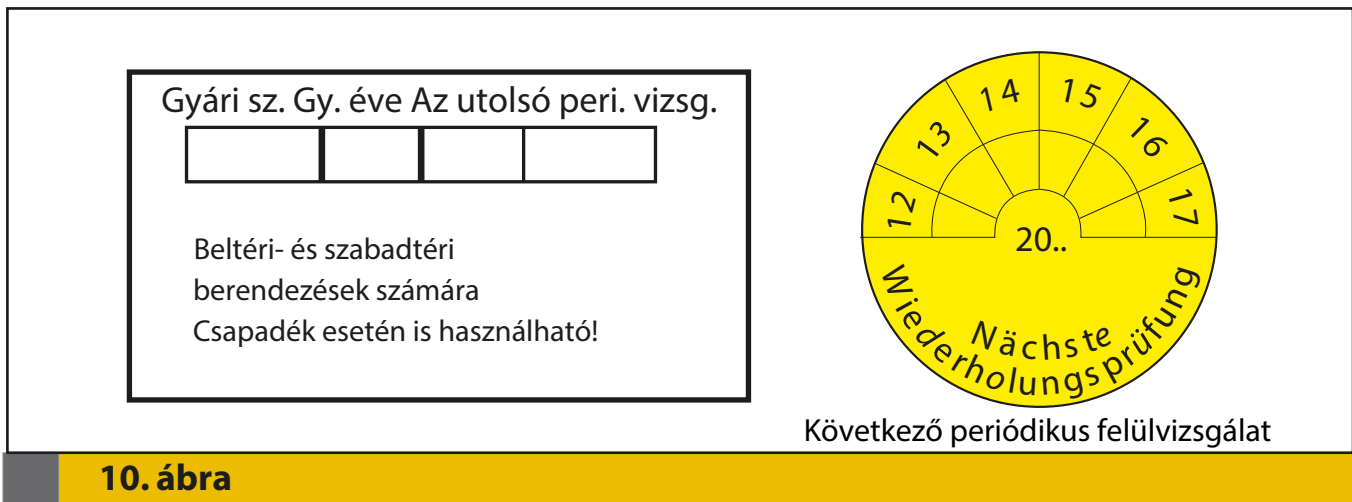 Gyári sz. Gy. éve Az utolsó peri. vizsg.
Beltéri- és szabadtéri
berendezések számára
Csapadék esetén is használható!
12 13 14 15 16 17
20..
Nächste
Wiederholungsprüfung
Következő periódikus felülvizsgálat
10. ábra